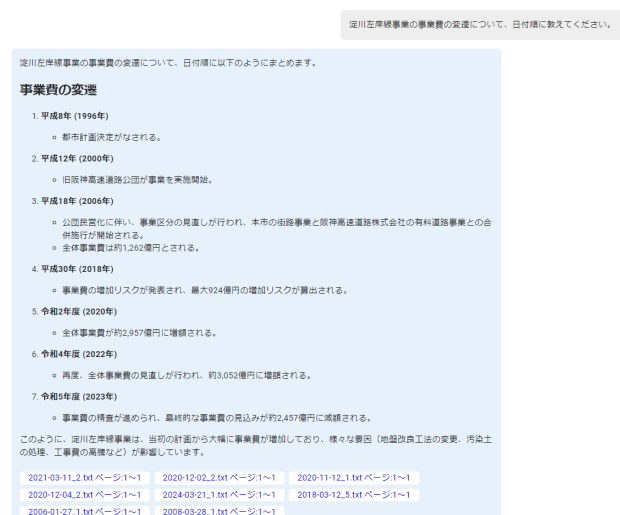 淀川左岸線事業の事業費の変遷について、日付順に教えてください。
淀川左岸線事業の事業費の変遷について、日付順に以下のようにまとめます。
事業費の変遷
1. 平成8年 (1996年)
○ 都市計画決定がなされる。
2. 平成12年 (2000年)
○ 旧阪神高速道路公団が事業を実施開始。
3. 平成18年 (2006年)
○ 公団民営化に伴い、事業区分の見直しが行われ、本市の街路事業と阪神高速道路株式会社の有料道路事業との合
併施行が開始される。
○ 全体事業費は約1,262億円とされる。
4. 平成30年 (2018年)
○ 事業費の増加リスクが発表され、最大924億円の増加リスクが算出される。
5. 令和2年度 (2020年)
○ 全体事業費が約2,957億円に増額される。
6. 令和4年度 (2022年)
○ 再度、全体事業費の見直しが行われ、約3,052億円に増額される。
7. 令和5年度 (2023年)
○ 事業費の精査が進められ、最終的な事業費の見込みが約2,457億円に減額される。
このように、淀川左岸線事業は、当初の計画から大幅に事業費が増加しており、様々な要因（地盤改良工法の変更、汚染土
の処理、工事費の高騰など）が影響しています。
2021-03-11_2.txt ページ:1～1 2020-12-02_2.txt ページ:1～1 2020-11-12_1.txt ページ:1～1
2020-12-04_2.txt ページ:1～1 2024-03-21_1.txt ページ:1～1 2018-03-12_5.txt ページ:1～1
2006-01-27_1.txt ページ:1～1 2008-03-28_1.txt ページ:1～1